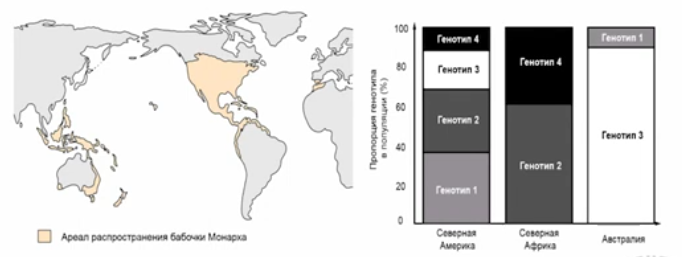 Ареал распространения бабочки Монарха
Пропорция генотипа
в популяции (%)
100
80
60
40
20
0
Генотип 4
Генотип 3
Генотип 2
Генотип 1
Генотип 4
Генотип 2
Генотип 1
Генотип 3
Северная
Америка
Северная
Африка
Австралия